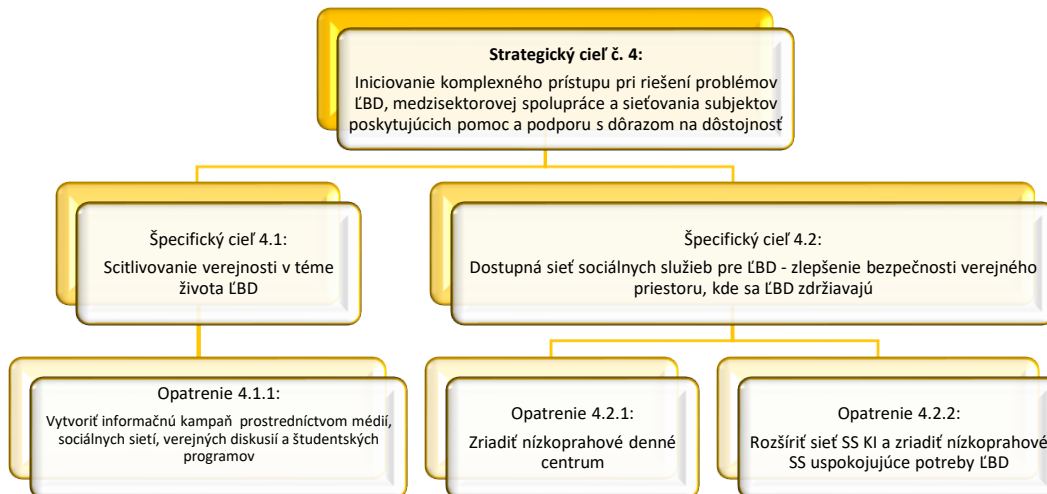 Strategický cieľ č. 4:
Iniciovanie komplexného prístupu pri riešení problémov
ĽBD, medzisektorovej spolupráce a sieťovania subjektov
poskytujúcich pomoc a podporu s dôrazom na dôstojnosť
Špecifický cieľ 4.1:
Scitlivovanie verejnosti v téme
života ĽBD
Špecifický cieľ 4.2:
Dostupná sieť sociálnych služieb pre ĽBD - zlepšenie bezpečnosti verejného
priestoru, kde sa ĽBD zdržiavajú
Opatrenie 4.1.1:
Vytvoriť informačnú kampaň prostredníctvom médií,
sociálnych sietí, verejných diskusií a študentských
programov
Opatrenie 4.2.1:
Zriadiť nízkoprahové denné
centrum
Opatrenie 4.2.2:
Rozšíriť sieť SS KI a zriadiť nízkoprahové
SS uspokojujúce potreby ĽBD